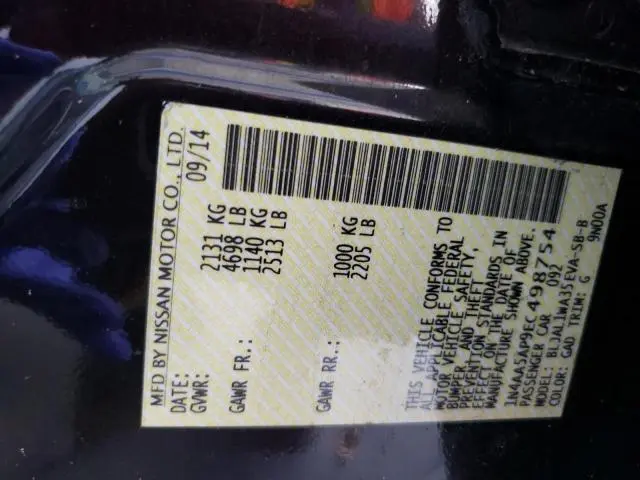 MFD BY NISSAN MOTOR CO., LTD.
DATE: 09/14
GVWR: 2131 KG
4698 LB
GAWR FR.: 1140 KG
2513 LB
GAWR RR.: 1000 KG
2205 LB
THIS VEHICLE CONFORMS TO
ALL APPLICABLE FEDERAL
MOTOR VEHICLE SAFETY,
BUMPER, AND THEFT
PREVENTION STANDARDS IN
EFFECT ON THE DATE OF
MANUFACTURE SHOWN ABOVE.
1N4AA5AP9EC498754
PASSENGER CAR 092
MODEL: BLJALIWA35EVA-SB-B
COLOR: GAD TRIM: G 9N00A